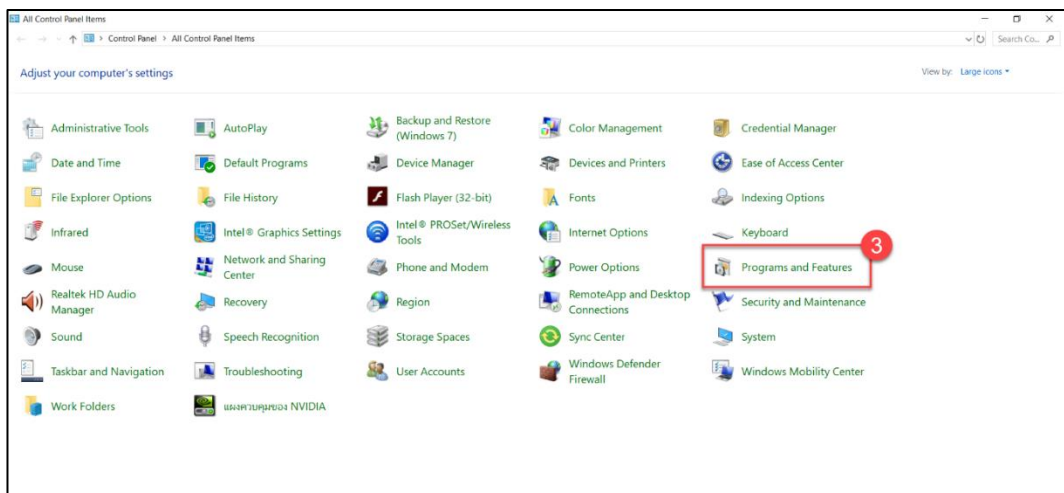 All Control Panel Items
Control Panel > All Control Panel Items
Search Co...
Adjust your computer's settings
View by: Large icons
Administrative Tools
AutoPlay
Backup and Restore
(Windows 7)
Color Management
Credential Manager
Date and Time
Default Programs
Device Manager
Devices and Printers
Ease of Access Center
File Explorer Options
File History
Flash Player (32-bit)
Fonts
Indexing Options
Infrared
Intel® Graphics Settings
Intel® PROSet/Wireless
Tools
Internet Options
Keyboard
3
Mouse
Network and Sharing
Center
Phone and Modem
Power Options
Programs and Features
Realtek HD Audio
Manager
Recovery
Region
RemoteApp and Desktop
Connections
Security and Maintenance
Sound
Speech Recognition
Storage Spaces
Sync Center
System
Taskbar and Navigation
Troubleshooting
User Accounts
Windows Defender
Firewall
Windows Mobility Center
Work Folders
แผงควบคุมของ NVIDIA